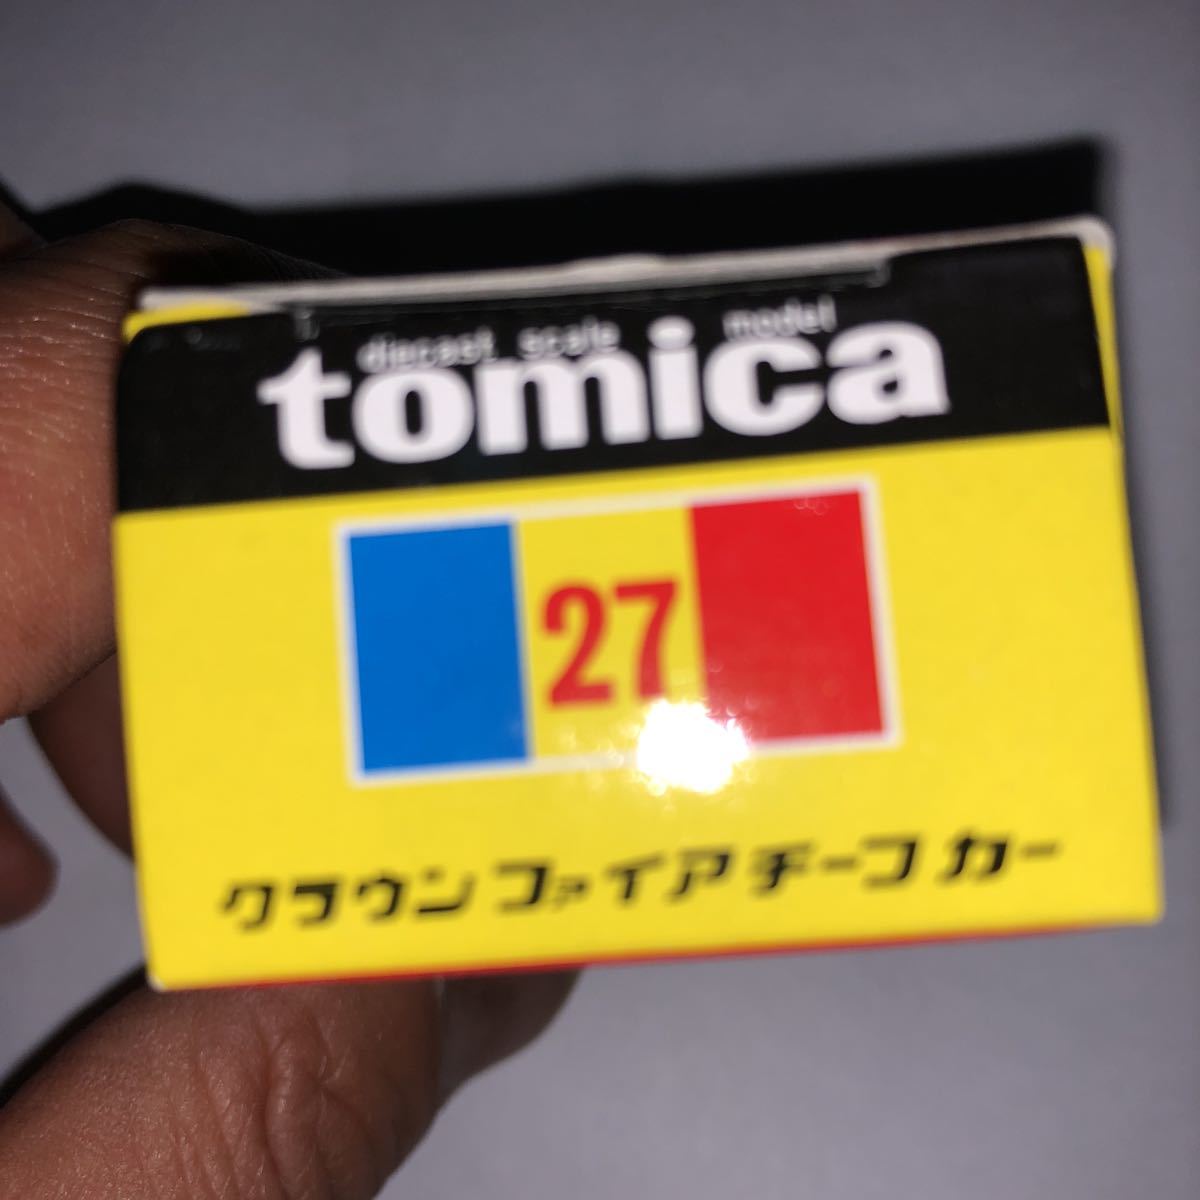 diecast scale model
tomica
27
クラウン ファイアチーフ カー